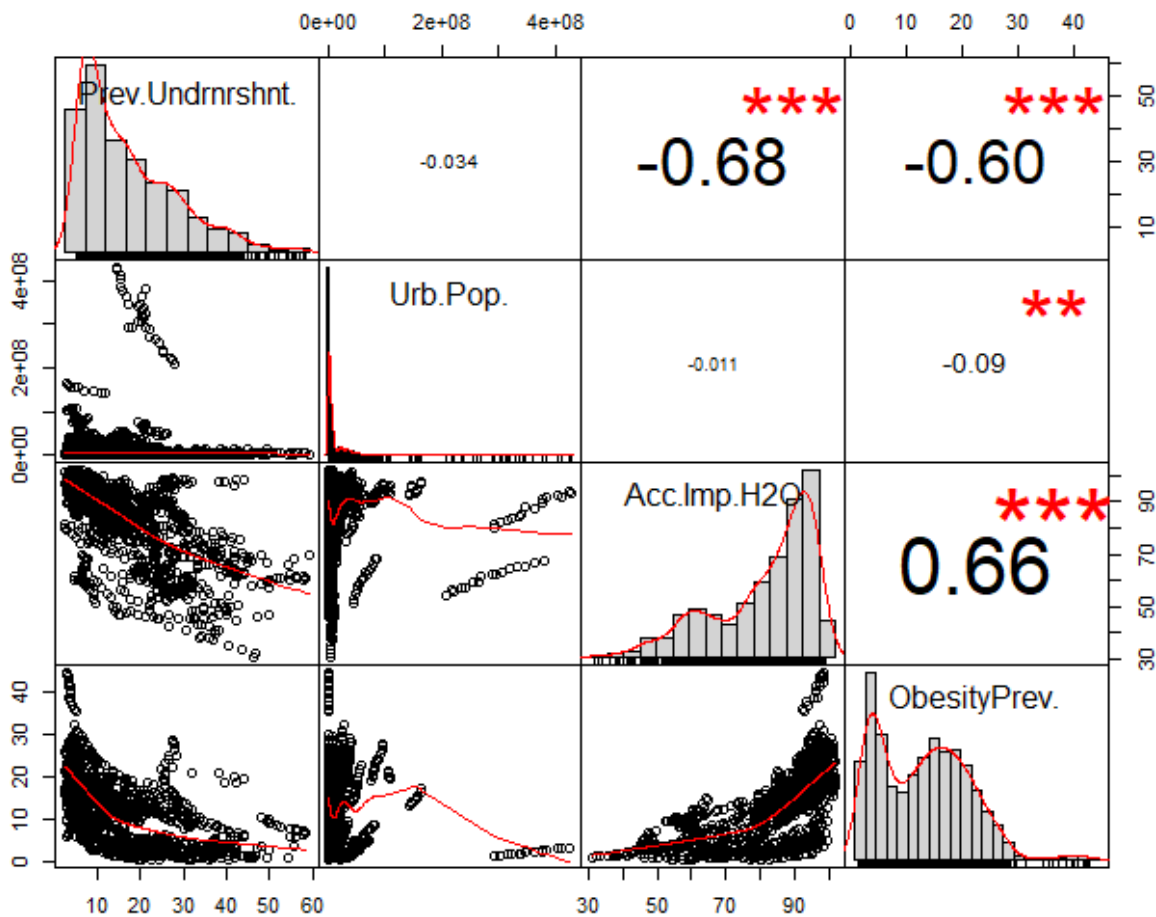 0e+00 2e+08 4e+08 0 10 20 30 40
Prev.Undrnrshnt. -0.034 *** -0.68 *** -0.60
10 30 50
0e+00 2e+08 4e+08
Urb.Pop. -0.011 ** -0.09
Acc.Imp.H2O *** 0.66
30 50 70 90
0 10 20 30 40
ObesityPrev.
10 20 30 40 50 60 30 50 70 90